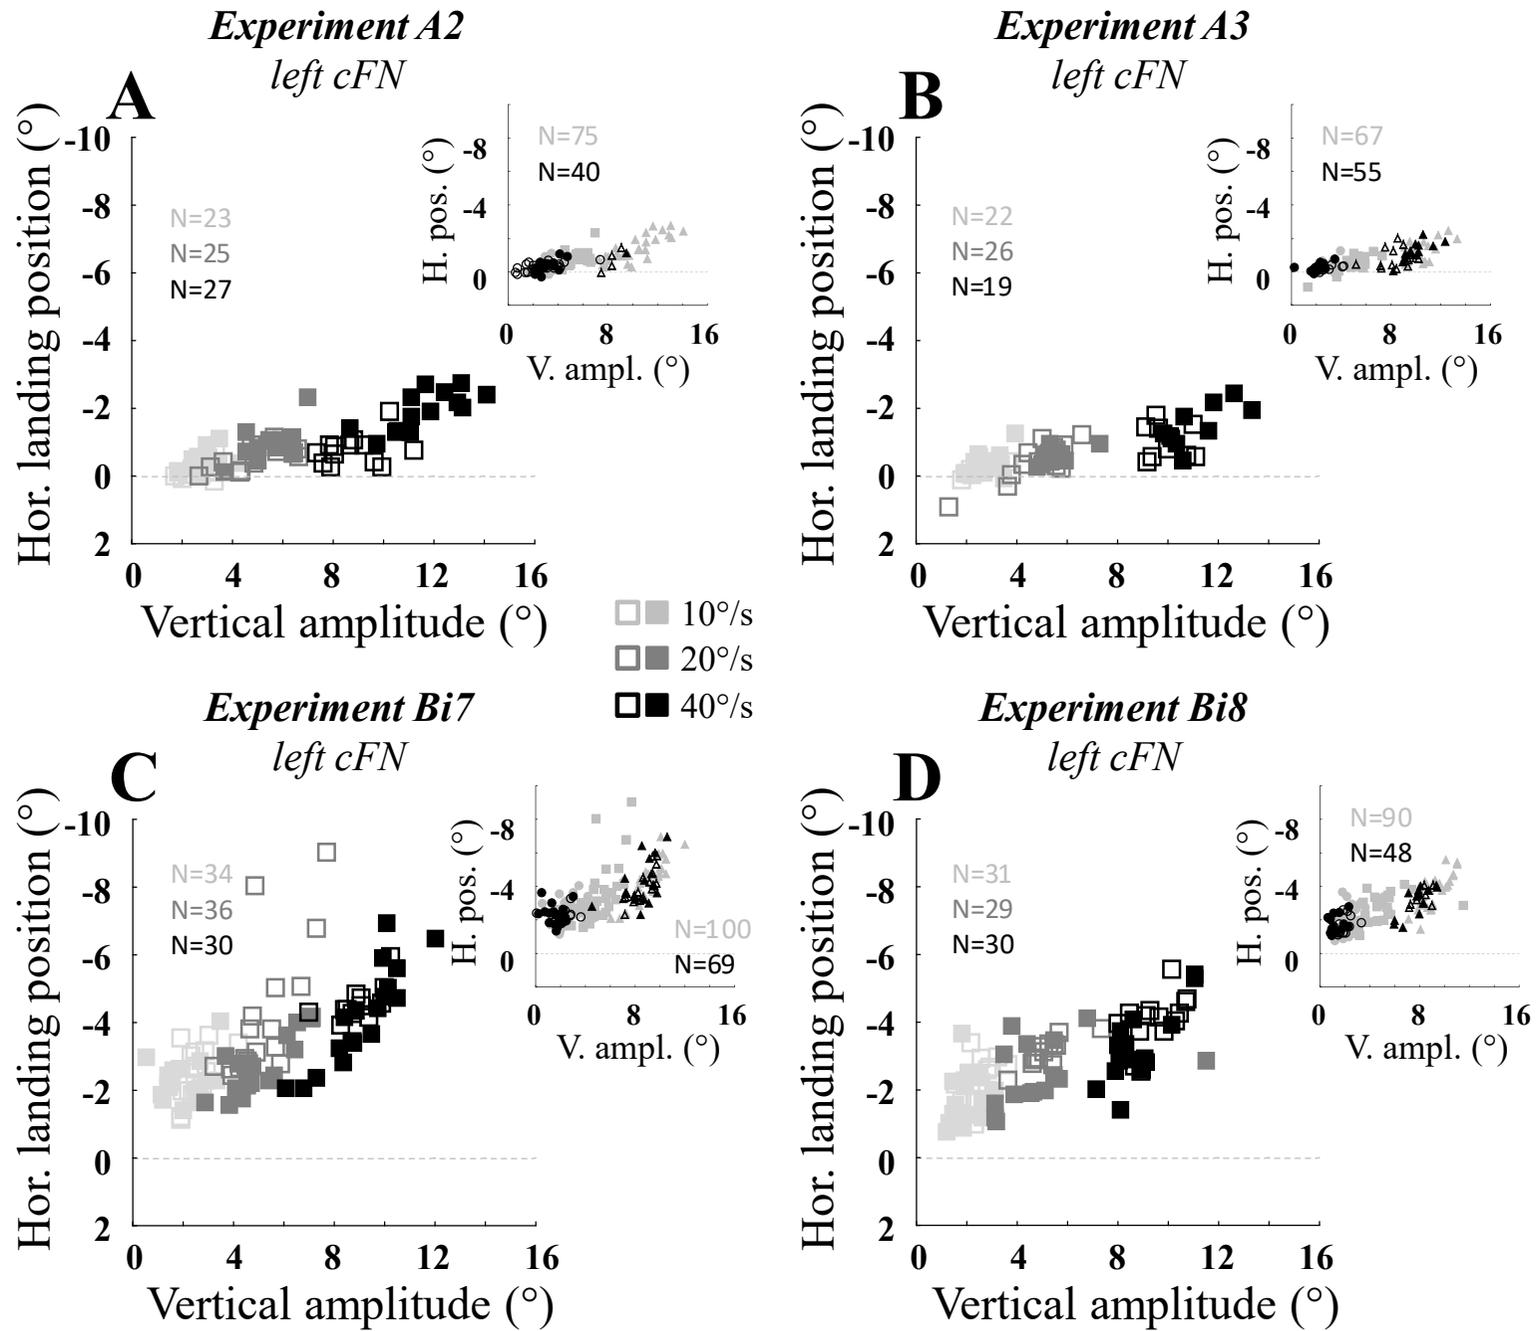 Experiment A2
left cFN
A
Hor. landing position (°)
-10
-8
-6
-4
-2
0
2
N=23
N=25
N=27
0 4 8 12 16
Vertical amplitude (°)
H. pos. (°)
-8
-4
0
N=75
N=40
0 8 16
V. ampl. (°)
Experiment A3
left cFN
B
Hor. landing position (°)
-10
-8
-6
-4
-2
0
2
N=22
N=26
N=19
0 4 8 12 16
Vertical amplitude (°)
H. pos. (°)
-8
-4
0
N=67
N=55
0 8 16
V. ampl. (°)
10°/s
20°/s
40°/s
Experiment Bi7
left cFN
C
Hor. landing position (°)
-10
-8
-6
-4
-2
0
2
N=34
N=36
N=30
0 4 8 12 16
Vertical amplitude (°)
H. pos. (°)
-8
-4
0
N=100
N=69
0 8 16
V. ampl. (°)
Experiment Bi8
left cFN
D
Hor. landing position (°)
-10
-8
-6
-4
-2
0
2
N=31
N=29
N=30
0 4 8 12 16
Vertical amplitude (°)
H. pos. (°)
-8
-4
0
N=90
N=48
0 8 16
V. ampl. (°)